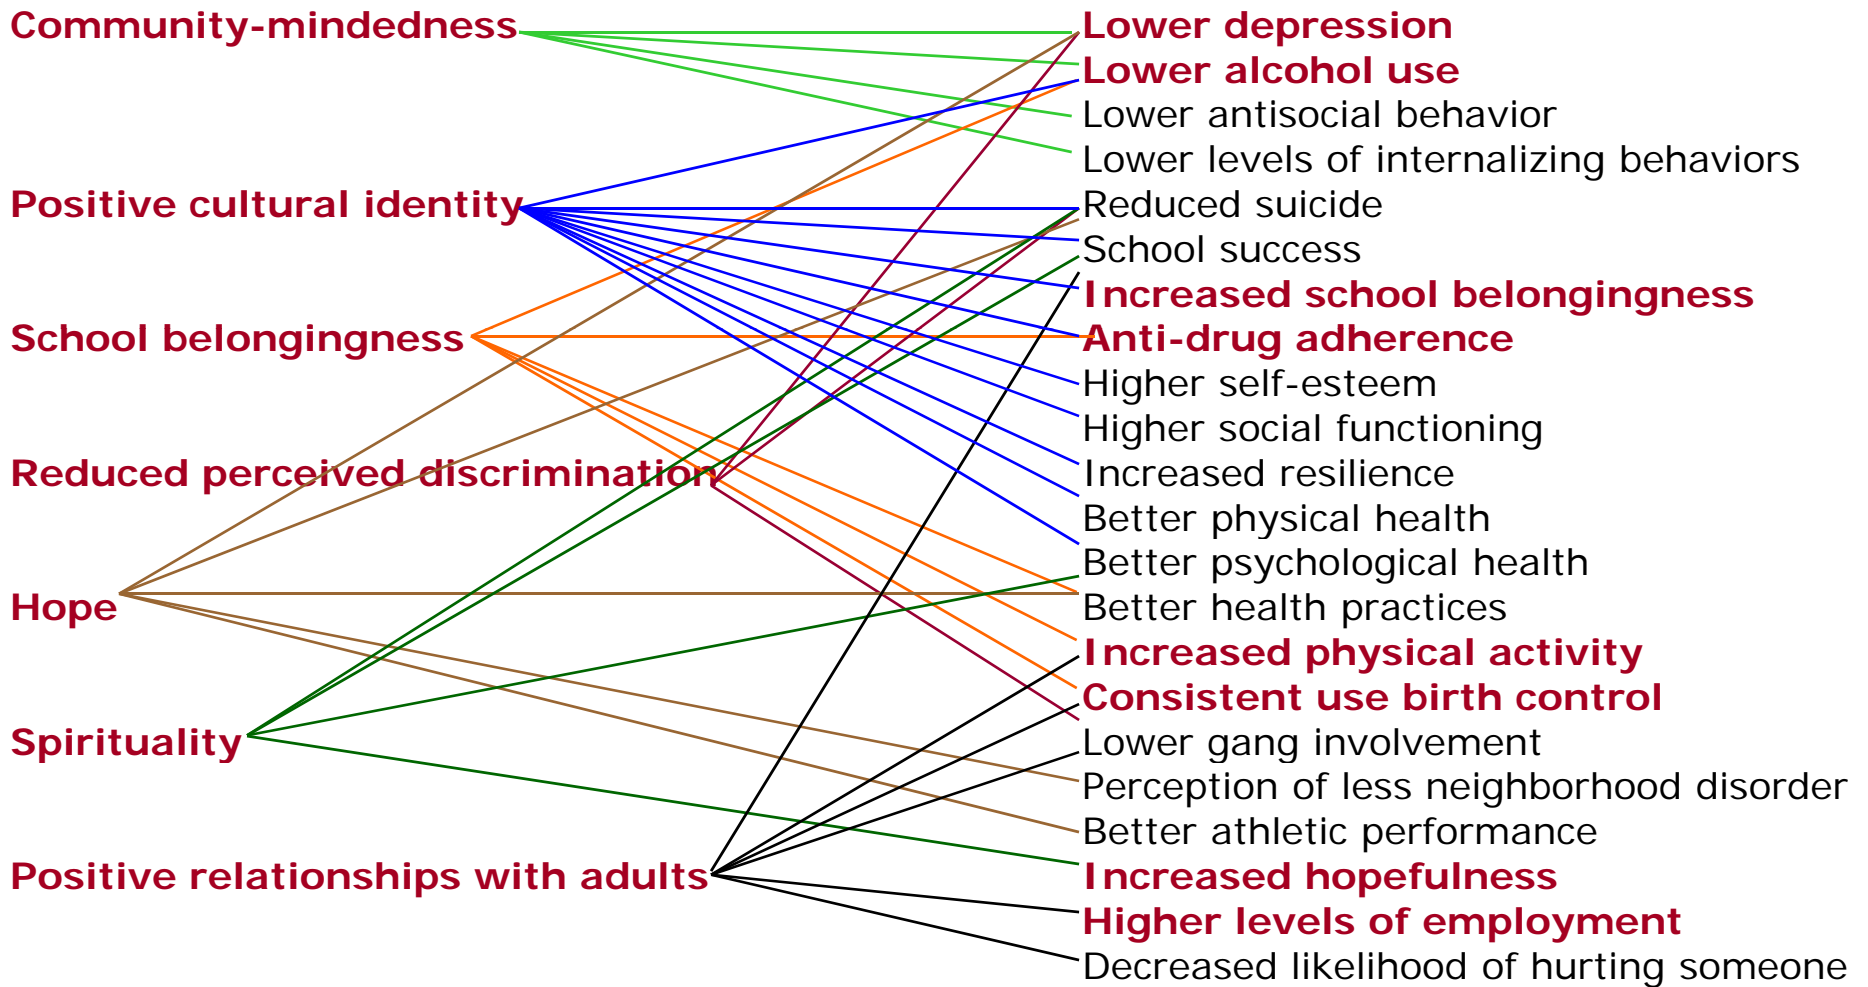 Community-mindedness
Positive cultural identity
School belongingness
Reduced perceived discrimination
Hope
Spirituality
Positive relationships with adults
Lower depression
Lower alcohol use
Lower antisocial behavior
Lower levels of internalizing behaviors
Reduced suicide
School success
Increased school belongingness
Anti-drug adherence
Higher self-esteem
Higher social functioning
Increased resilience
Better physical health
Better psychological health
Better health practices
Increased physical activity
Consistent use birth control
Lower gang involvement
Perception of less neighborhood disorder
Better athletic performance
Increased hopefulness
Higher levels of employment
Decreased likelihood of hurting someone